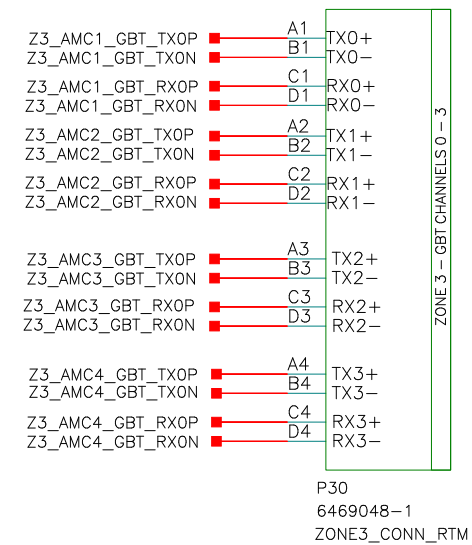 Z3_AMC1_GBT_TX0P A1 TX0+
Z3_AMC1_GBT_TX0N B1 TX0-
Z3_AMC1_GBT_RX0P C1 RX0+
Z3_AMC1_GBT_RX0N D1 RX0-
Z3_AMC2_GBT_TX0P A2 TX1+
Z3_AMC2_GBT_TX0N B2 TX1-
Z3_AMC2_GBT_RX0P C2 RX1+
Z3_AMC2_GBT_RX0N D2 RX1-
Z3_AMC3_GBT_TX0P A3 TX2+
Z3_AMC3_GBT_TX0N B3 TX2-
Z3_AMC3_GBT_RX0P C3 RX2+
Z3_AMC3_GBT_RX0N D3 RX2-
Z3_AMC4_GBT_TX0P A4 TX3+
Z3_AMC4_GBT_TX0N B4 TX3-
Z3_AMC4_GBT_RX0P C4 RX3+
Z3_AMC4_GBT_RX0N D4 RX3-
ZONE 3 - GBT CHANNELS 0 - 3
P30
6469048-1
ZONE3_CONN_RTM